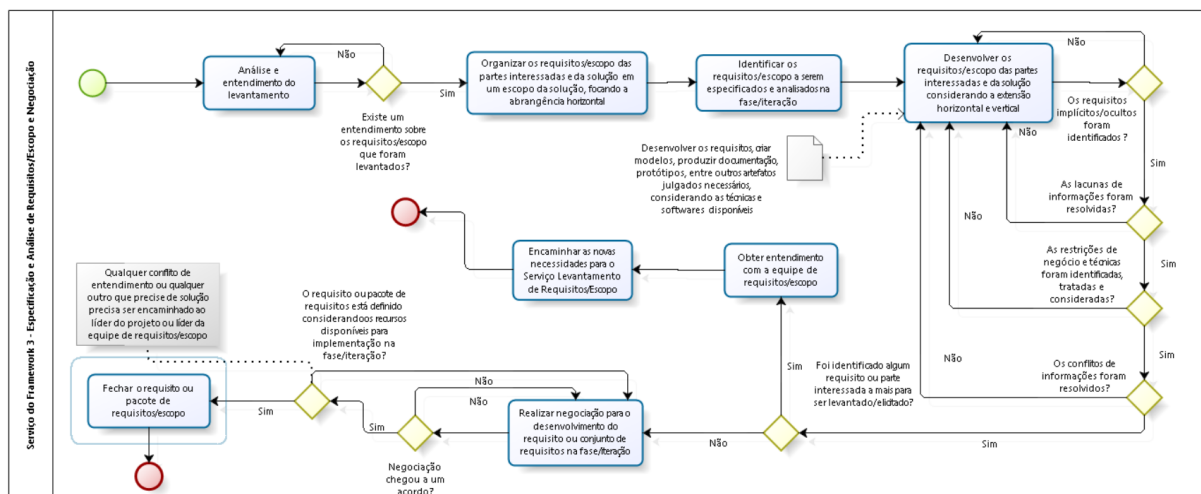 Serviço do Framework 3 - Especificação e Análise de Requisitos/Escopo e Negociação
Análise e
entendimento do
levantamento
Não
Existe um
entendimento sobre
os requisitos/escopo
que foram
levantados?
Sim
Organizar os requisitos/escopo das
partes interessadas e da solução em
um escopo da solução, focando a
abrangência horizontal
Identificar os
requisitos/escopo a serem
especificados e analisados na
fase/iteração
Desenvolver os
requisitos/escopo das partes
interessadas e da solução
considerando a extensão
horizontal e vertical
Não
Os requisitos
implícitos/ocultos
foram
identificados ?
Sim
Desenvolver os requisitos, criar
modelos, produzir documentação,
protótipos, entre outros artefatos
julgados necessários,
considerando as técnicas e
softwares disponíveis
Não
As lacunas de
informações foram
resolvidas?
Sim
Não
As restrições de
negócio e técnicas
foram identificadas,
tratadas e
consideradas?
Sim
Não
Os conflitos de
informações foram
resolvidos?
Sim
Foi identificado algum
requisito ou parte
interessada a mais para
ser levantado/elidtado?
Sim
Obter entendimento
com a equipe de
requisitos/escopo
Encaminhar as novas
necessidades para o
Serviço Levantamento
de Requisitos/Escopo
Não
Realizar negociação para o
desenvolvimento do
requisito ou conjunto de
requisitos na fase/iteração
Não
Não
Negociação
chegou a um
acordo?
Sim
O requisito ou pacote de
requisitos está definido
considerandoos recursos
disponíveis para
implementação na
fase/iteração?
Sim
Qualquer conflito de
entendimento ou qualquer
outro que precise de solução
precisa ser encaminhado ao
líder do projeto ou líder da
equipe de requisitos/escopo
Fechar o requisito ou
pacote de
requisitos/escopo